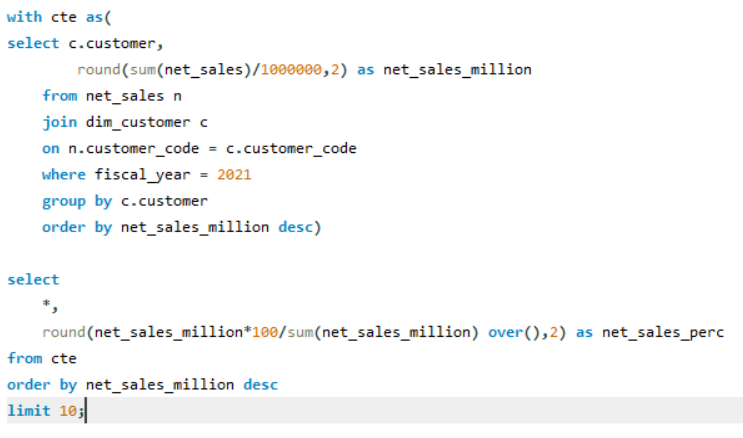 with cte as(
select c.customer,
        round(sum(net_sales)/1000000,2) as net_sales_million
    from net_sales n
    join dim_customer c
    on n.customer_code = c.customer_code
    where fiscal_year = 2021
    group by c.customer
    order by net_sales_million desc)

select
    *,
    round(net_sales_million*100/sum(net_sales_million) over(),2) as net_sales_perc
from cte
order by net_sales_million desc
limit 10;